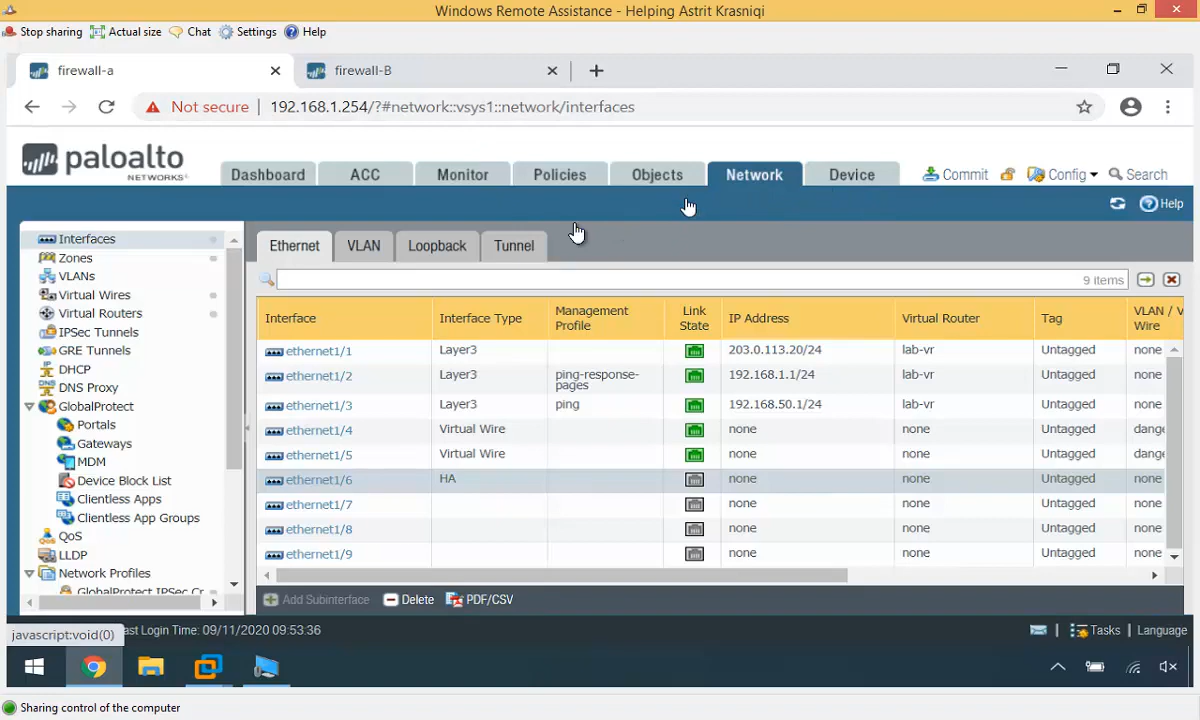 Windows Remote Assistance - Helping Astrit Krasniqi
Stop sharing Actual size Chat Settings Help
firewall-a firewall-B
Not secure 192.168.1.254/?#network::vsys1::network/interfaces
paloalto NETWORKS
Dashboard ACC Monitor Policies Objects Network Device Commit Config Search
Help
Interfaces
Zones
VLANs
Virtual Wires
Virtual Routers
IPSec Tunnels
GRE Tunnels
DHCP
DNS Proxy
GlobalProtect
Portals
Gateways
MDM
Device Block List
Clientless Apps
Clientless App Groups
QoS
LLDP
Network Profiles
GlobalProtect IPSec Cr
Ethernet VLAN Loopback Tunnel
9 items
Interface Interface Type Management Profile Link State IP Address Virtual Router Tag VLAN / V Wire
ethernet1/1 Layer3 203.0.113.20/24 lab-vr Untagged none
ethernet1/2 Layer3 ping-response-pages 192.168.1.1/24 lab-vr Untagged none
ethernet1/3 Layer3 ping 192.168.50.1/24 lab-vr Untagged none
ethernet1/4 Virtual Wire none none Untagged dange
ethernet1/5 Virtual Wire none none Untagged dange
ethernet1/6 HA none none Untagged none
ethernet1/7 none none Untagged none
ethernet1/8 none none Untagged none
ethernet1/9 none none Untagged none
Add Subinterface Delete PDF/CSV
javascript:void(0) ast Login Time: 09/11/2020 09:53:36 Tasks Language
Sharing control of the computer